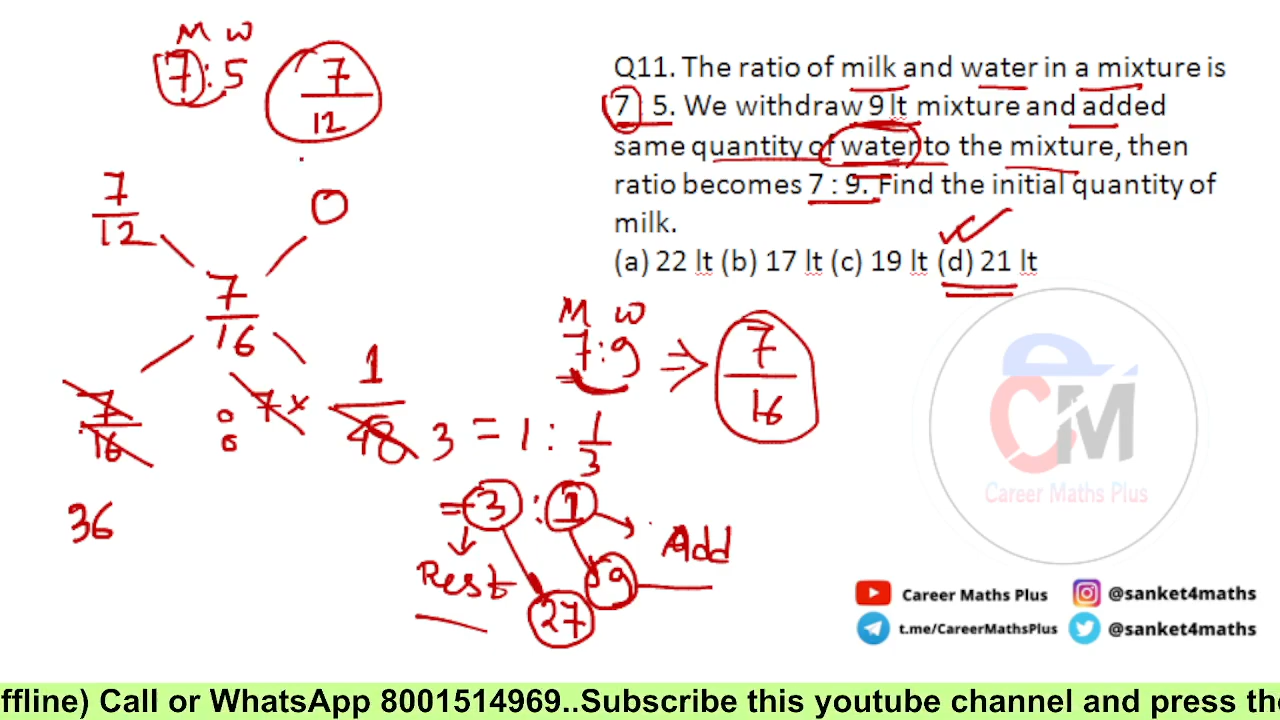 M W
7 : 5
7/12
Q11. The ratio of milk and water in a mixture is
7 5. We withdraw 9 lt mixture and added
same quantity of water to the mixture, then
ratio becomes 7 : 9. Find the initial quantity of
milk.
(a) 22 lt (b) 17 lt (c) 19 lt (d) 21 lt
7/12
0
7/16
M W
7:9 ⇒ 7/16
7/16 : 7 × 1/48 3 = 1 : 1/3
= 3 : 1
Add
Rest
9
27
36
CM
Career Maths Plus
Career Maths Plus
@sanket4maths
t.me/CareerMathsPlus
@sanket4maths
ffline) Call or WhatsApp 8001514969..Subscribe this youtube channel and press the